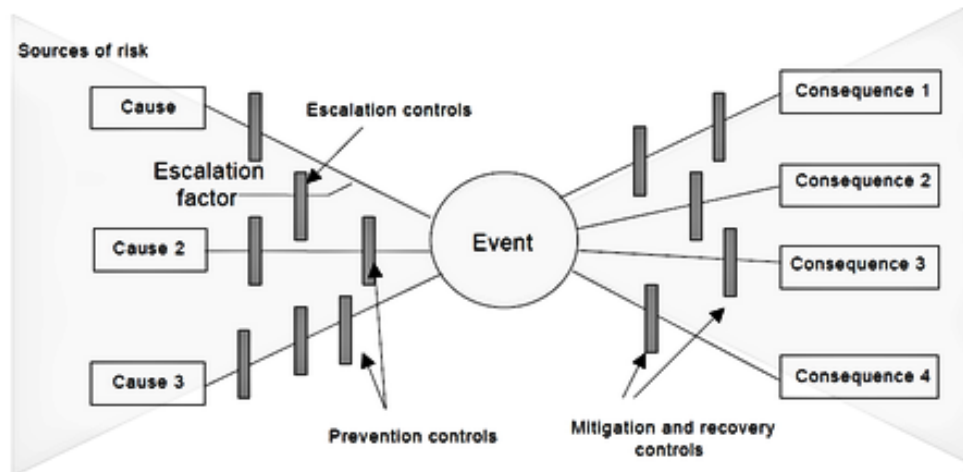 Sources of risk
Cause
Escalation controls
Escalation
factor
Cause 2
Cause 3
Prevention controls
Event
Consequence 1
Consequence 2
Consequence 3
Consequence 4
Mitigation and recovery
controls